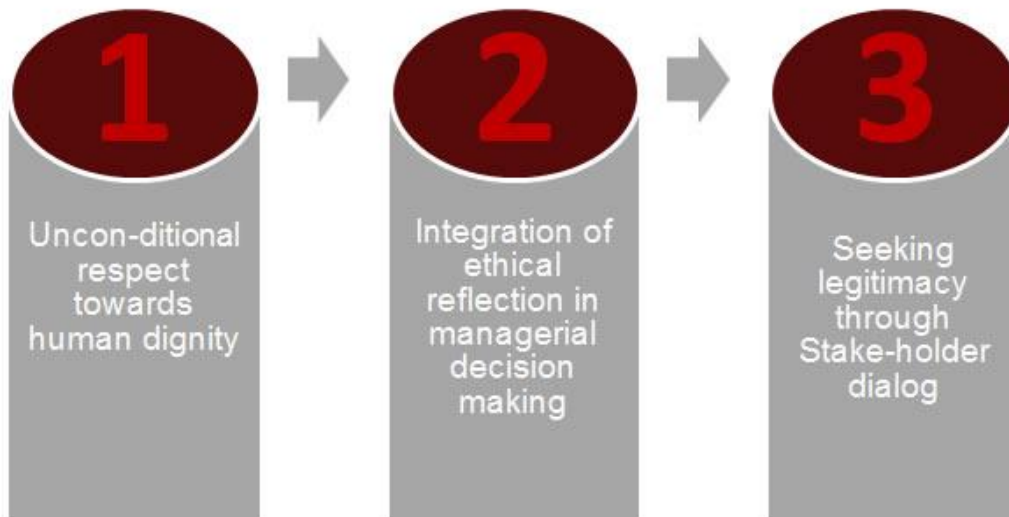 1
Uncon-ditional
respect
towards
human dignity
2
Integration of
ethical
reflection in
managerial
decision
making
3
Seeking
legitimacy
through
Stake-holder
dialog